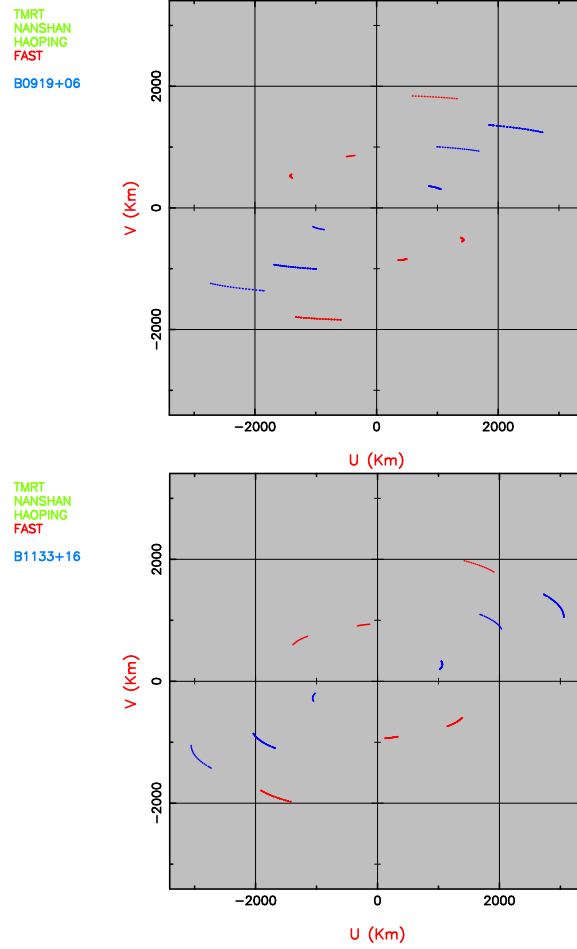 TMRT
NANSHAN
HAOPING
FAST
B0919+06
2000
0
−2000
V (Km)
−2000
0
2000
U (Km)
TMRT
NANSHAN
HAOPING
FAST
B1133+16
2000
0
−2000
V (Km)
−2000
0
2000
U (Km)